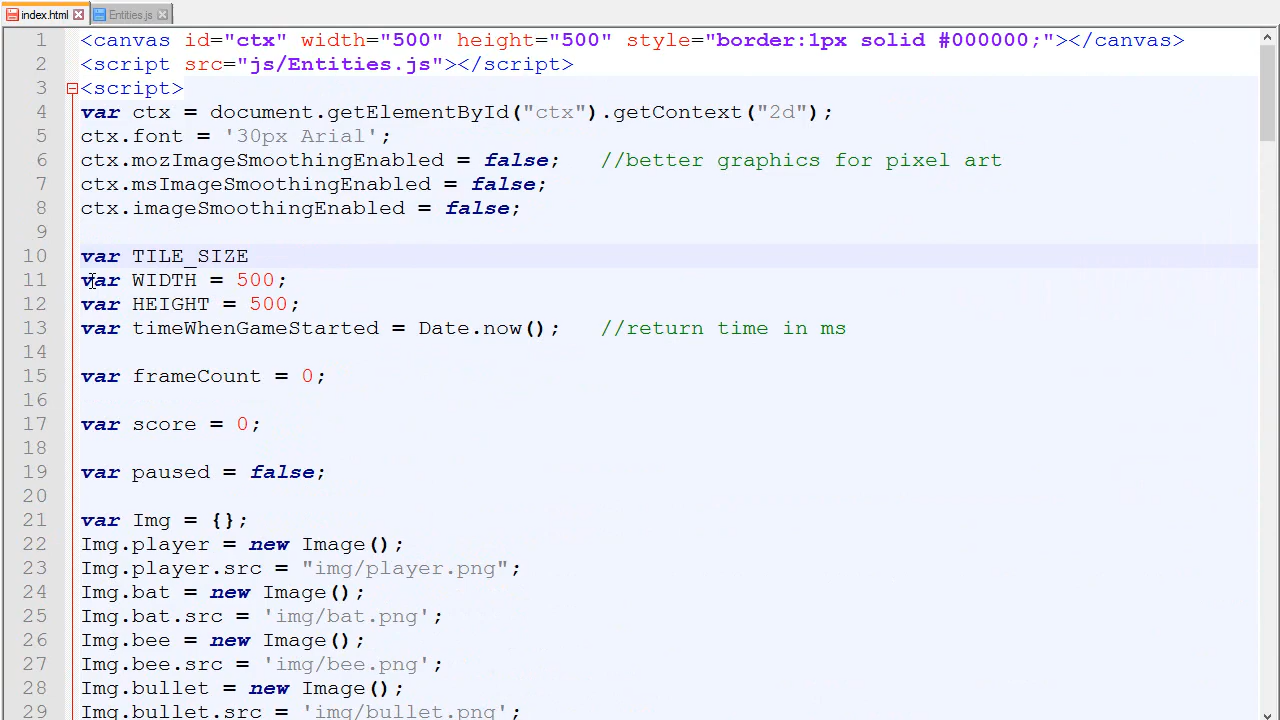 index.html Entities.js
1 <canvas id="ctx" width="500" height="500" style="border:1px solid #000000;"></canvas>
2 <script src="js/Entities.js"></script>
3 <script>
4 var ctx = document.getElementById("ctx").getContext("2d");
5 ctx.font = '30px Arial';
6 ctx.mozImageSmoothingEnabled = false; //better graphics for pixel art
7 ctx.msImageSmoothingEnabled = false;
8 ctx.imageSmoothingEnabled = false;
9
10 var TILE_SIZE
11 var WIDTH = 500;
12 var HEIGHT = 500;
13 var timeWhenGameStarted = Date.now(); //return time in ms
14
15 var frameCount = 0;
16
17 var score = 0;
18
19 var paused = false;
20
21 var Img = {};
22 Img.player = new Image();
23 Img.player.src = "img/player.png";
24 Img.bat = new Image();
25 Img.bat.src = 'img/bat.png';
26 Img.bee = new Image();
27 Img.bee.src = 'img/bee.png';
28 Img.bullet = new Image();
29 Img.bullet.src = 'img/bullet.png';